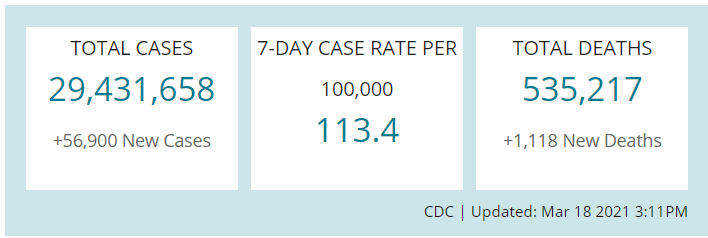 TOTAL CASES
29,431,658
+56,900 New Cases
7-DAY CASE RATE PER
100,000
113.4
TOTAL DEATHS
535,217
+1,118 New Deaths
CDC | Updated: Mar 18 2021 3:11PM